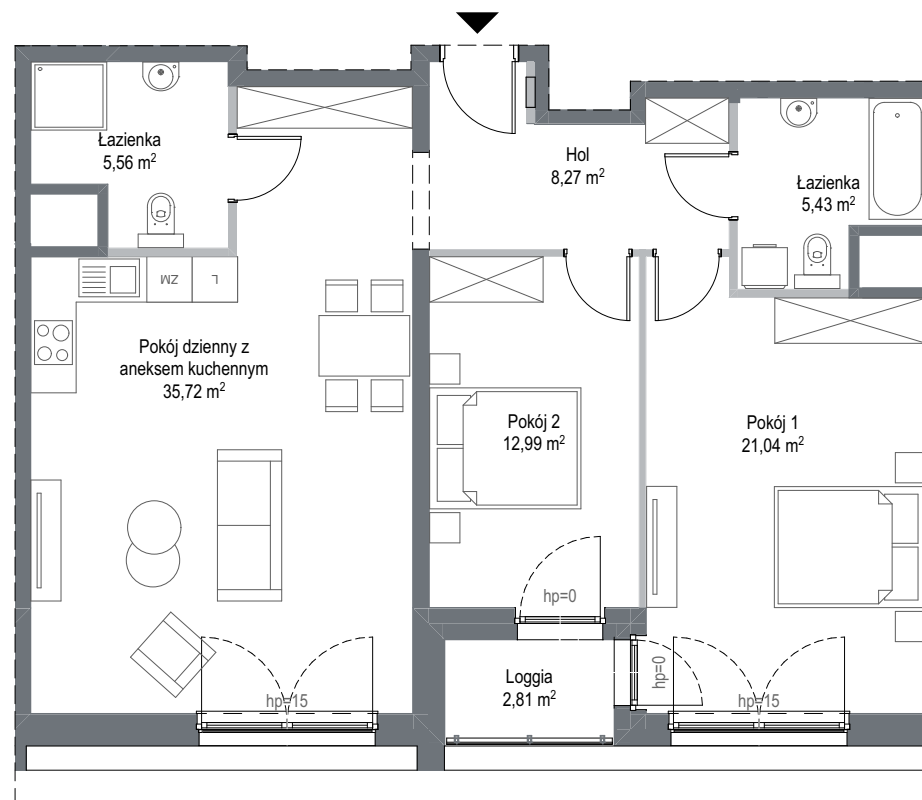 Łazienka
5,56 m²
Hol
8,27 m²
Łazienka
5,43 m²
ZM
L
Pokój dzienny z
aneksem kuchennym
35,72 m²
Pokój 2
12,99 m²
Pokój 1
21,04 m²
hp=0
Loggia
2,81 m²
hp=0
hp=15
hp=15